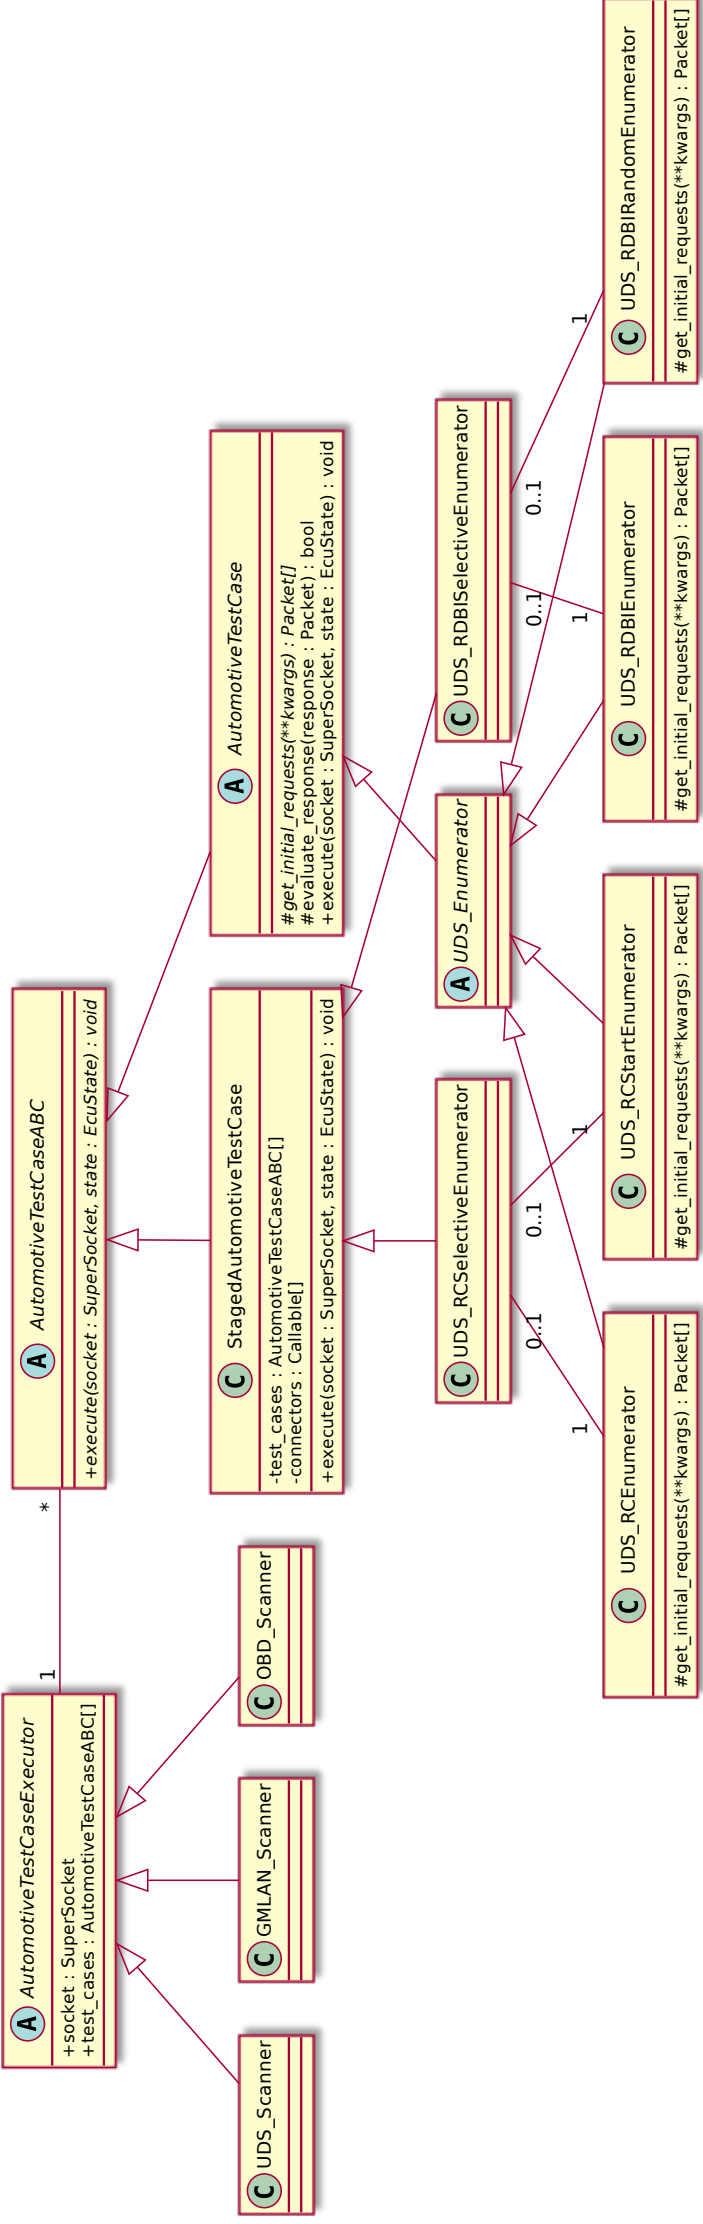 A AutomotiveTestCaseExecutor
+socket : SuperSocket
+test_cases : AutomotiveTestCaseABC[]
1
*
A AutomotiveTestCaseABC
+execute(socket : SuperSocket, state : EcuState) : void
C UDS_Scanner
C GMLAN_Scanner
C OBD_Scanner
C StagedAutomotiveTestCase
-test_cases : AutomotiveTestCaseABC[]
-connectors : Callable[]
+execute(socket : SuperSocket, state : EcuState) : void
A AutomotiveTestCase
#get_initial_requests(**kwargs) : Packet[]
#evaluate_response(response : Packet) : bool
+execute(socket : SuperSocket, state : EcuState) : void
C UDS_RCSelectiveEnumerator
A UDS_Enumerator
C UDS_RDBISelectiveEnumerator
0..1
0..1
0..1
0..1
1
1
1
1
C UDS_RCEnumerator
#get_initial_requests(**kwargs) : Packet[]
C UDS_RCStartEnumerator
#get_initial_requests(**kwargs) : Packet[]
C UDS_RDBIEnumerator
#get_initial_requests(**kwargs) : Packet[]
C UDS_RDBIRandomEnumerator
#get_initial_requests(**kwargs) : Packet[]